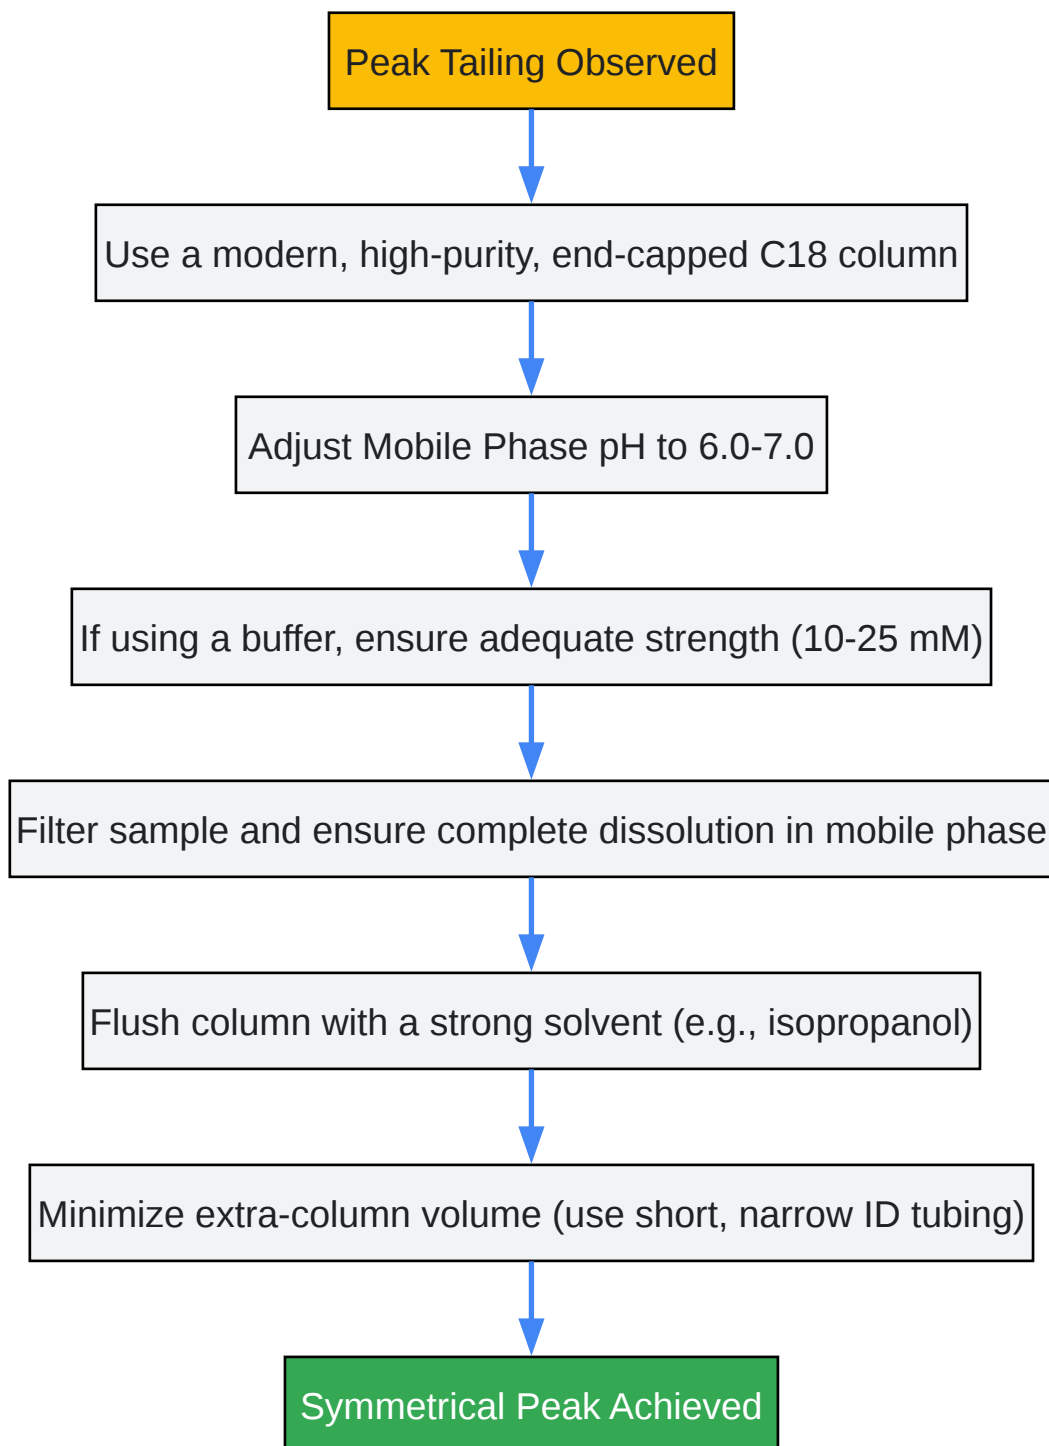 Peak Tailing Observed
Use a modern, high-purity, end-capped C18 column
Adjust Mobile Phase pH to 6.0-7.0
If using a buffer, ensure adequate strength (10-25 mM)
Filter sample and ensure complete dissolution in mobile phase
Flush column with a strong solvent (e.g., isopropanol)
Minimize extra-column volume (use short, narrow ID tubing)
Symmetrical Peak Achieved